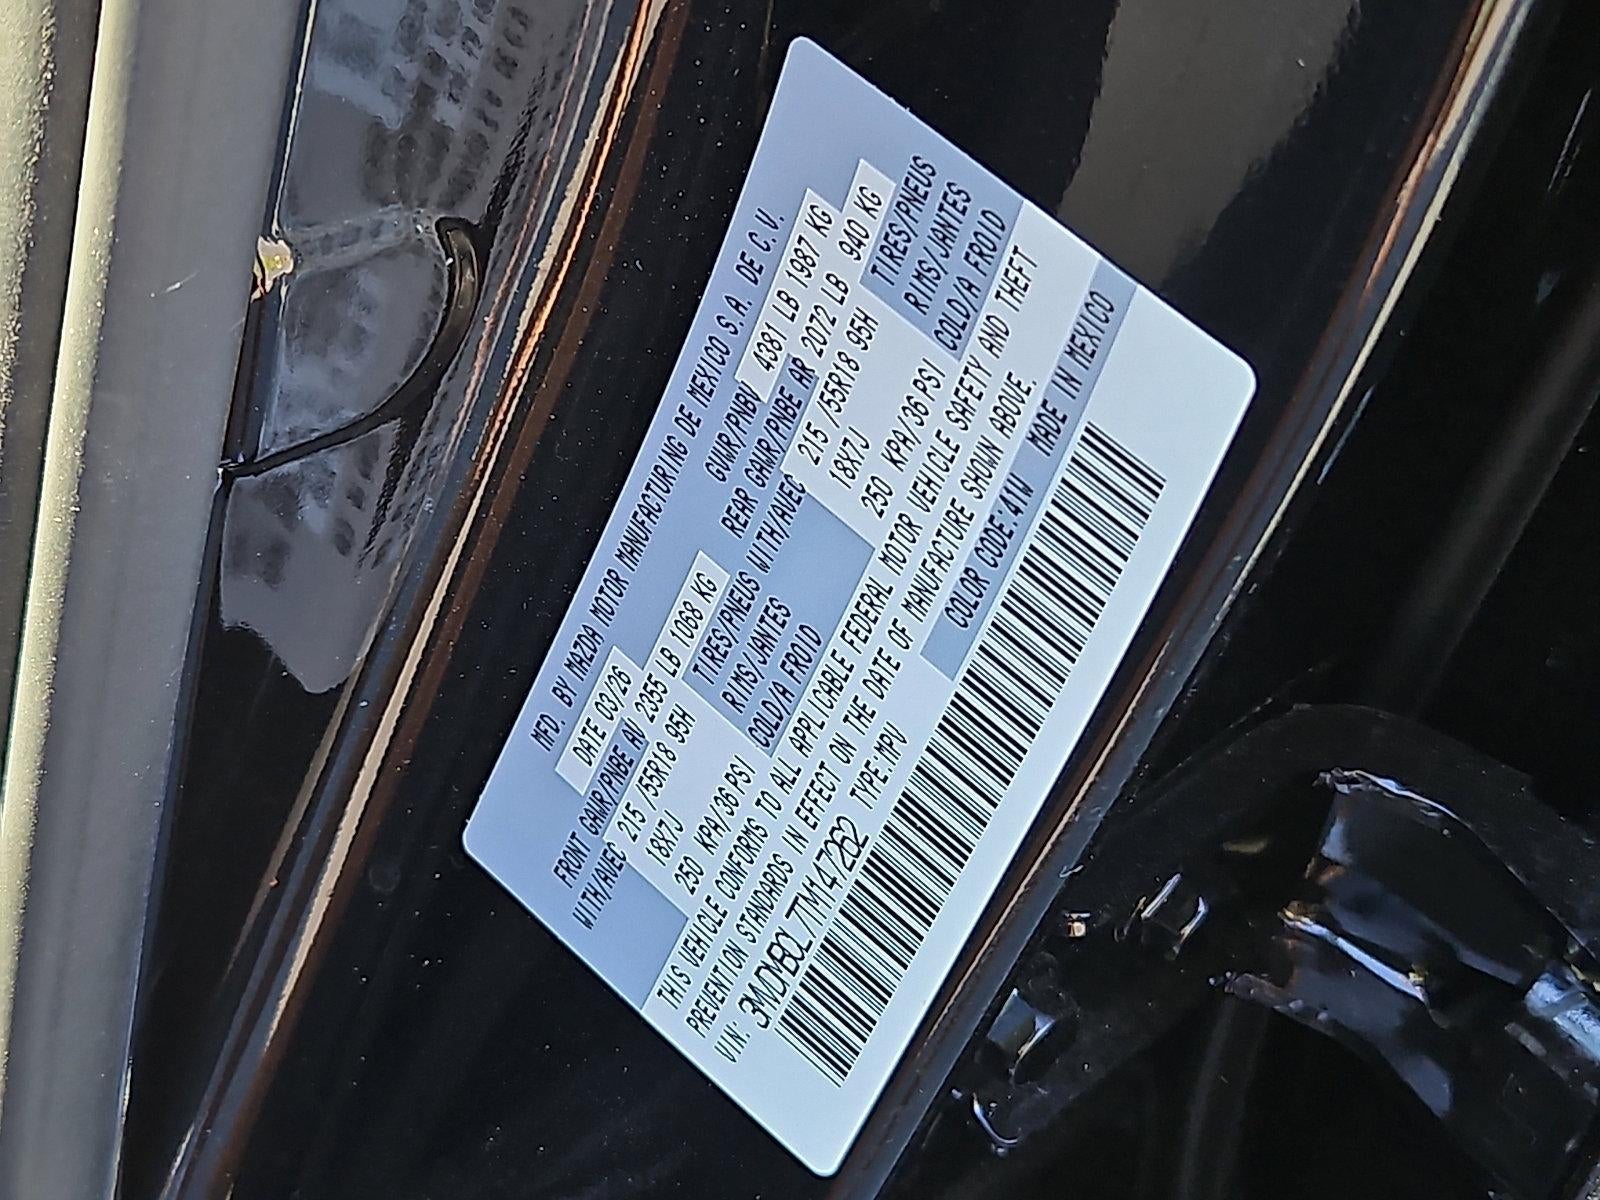 MFD. BY MAZDA MOTOR MANUFACTURING DE MEXICO S.A. DE C.V.
DATE 03/26 GVWR/PNBV 4381 LB 1987 KG
FRONT GAWR/PNBE AV 2355 LB 1068 KG REAR GAWR/PNBE AR 2072 LB 940 KG
WITH/AVEC 215 /55R18 95H TIRES/PNEUS WITH/AVEC 215 /55R18 95H TIRES/PNEUS
18X7J RIMS/JANTES 18X7J RIMS/JANTES
250 KPA/36 PSI COLD/A FROID 250 KPA/36 PSI COLD/A FROID
THIS VEHICLE CONFORMS TO ALL APPLICABLE FEDERAL MOTOR VEHICLE SAFETY AND THEFT
PREVENTION STANDARDS IN EFFECT ON THE DATE OF MANUFACTURE SHOWN ABOVE.
VIN: 3MVDMBCL7TM147262 TYPE:MPV COLOR CODE:41W MADE IN MEXICO